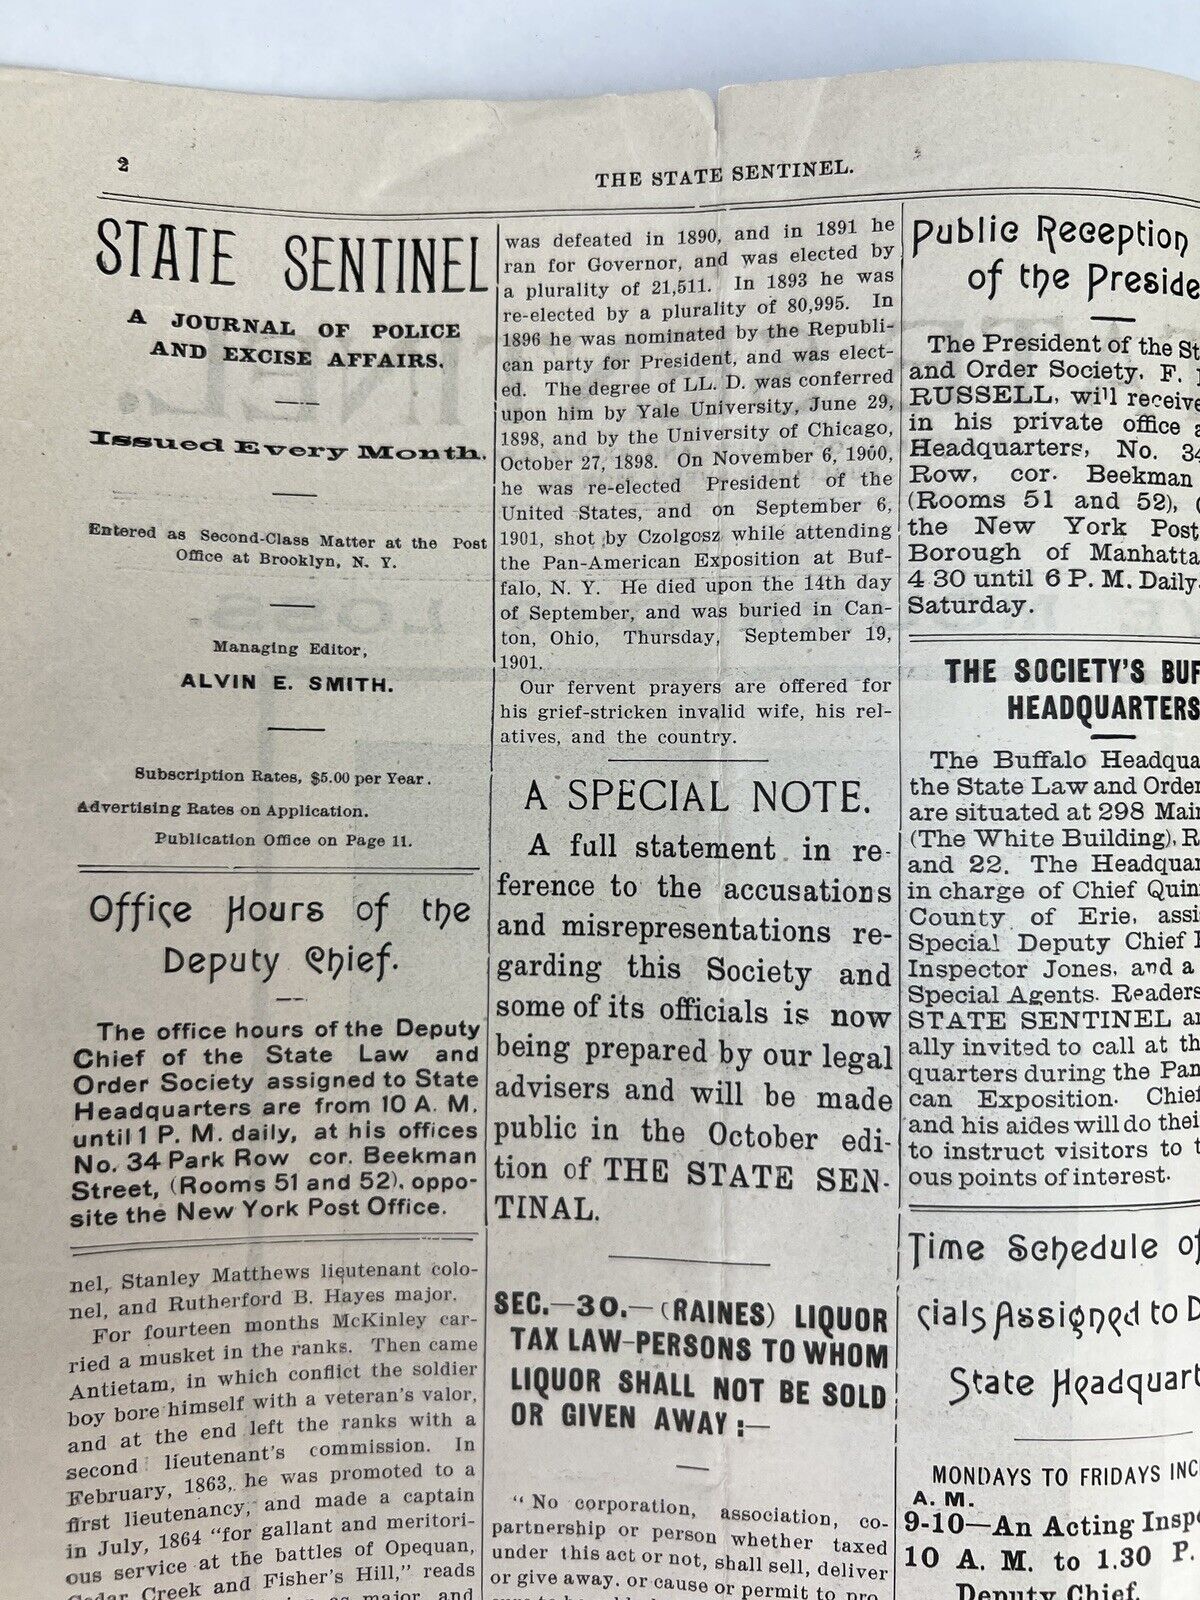 2
THE STATE SENTINEL.
STATE SENTINEL
A JOURNAL OF POLICE
AND EXCISE AFFAIRS.
Issued Every Month.
Entered as Second-Class Matter at the Post
Office at Brooklyn, N. Y.
Managing Editor,
ALVIN E. SMITH.
Subscription Rates, $5.00 per Year.
Advertising Rates on Application.
Publication Office on Page 11.
Office Hours of the
Deputy Chief.
The office hours of the Deputy
Chief of the State Law and
Order Society assigned to State
Headquarters are from 10 A. M.
until 1 P. M. daily, at his offices
No. 34 Park Row cor. Beekman
Street, (Rooms 51 and 52), oppo-
site the New York Post Office.
nel, Stanley Matthews lieutenant colo-
nel, and Rutherford B. Hayes major.
For fourteen months McKinley car-
ried a musket in the ranks. Then came
Antietam, in which conflict the soldier
boy bore himself with a veteran's valor,
and at the end left the ranks with a
second lieutenant's commission. In
February, 1863, he was promoted to a
first lieutenancy, and made a captain
in July, 1864 "for gallant and meritori-
ous service at the battles of Opequan,
Cedar Creek and Fisher's Hill," reads
as major, and
was defeated in 1890, and in 1891 he
ran for Governor, and was elected by
a plurality of 21,511. In 1893 he was
re-elected by a plurality of 80,995. In
1896 he was nominated by the Republi-
can party for President, and was elect-
ed. The degree of LL. D. was conferred
upon him by Yale University, June 29,
1898, and by the University of Chicago,
October 27, 1898. On November 6, 1900,
he was re-elected President of the
United States, and on September 6,
1901, shot by Czolgosz while attending
the Pan-American Exposition at Buf-
falo, N. Y. He died upon the 14th day
of September, and was buried in Can-
ton, Ohio, Thursday, September 19,
1901.
Our fervent prayers are offered for
his grief-stricken invalid wife, his rel-
atives, and the country.
A SPECIAL NOTE.
A full statement in re-
ference to the accusations
and misrepresentations re-
garding this Society and
some of its officials is now
being prepared by our legal
advisers and will be made
public in the October edi-
tion of THE STATE SEN-
TINAL.
SEC.—30.—(RAINES) LIQUOR
TAX LAW-PERSONS TO WHOM
LIQUOR SHALL NOT BE SOLD
OR GIVEN AWAY:—
"No corporation, association, co-
partnership or person whether taxed
under this act or not, shall sell, deliver
or give away. or cause or permit to pro-
Public Reception
of the Preside
The President of the St
and Order Society, F.
RUSSELL, will receive
in his private office a
Headquarters, No. 34
Row, cor. Beekman
(Rooms 51 and 52), (
the New York Post
Borough of Manhatta
4 30 until 6 P. M. Daily
Saturday.
THE SOCIETY'S BUF
HEADQUARTERS
The Buffalo Headqua
the State Law and Order
are situated at 298 Main
(The White Building), R
and 22. The Headquar
in charge of Chief Quin
County of Erie, assi
Special Deputy Chief
Inspector Jones, and a
Special Agents. Readers
STATE SENTINEL ar
ally invited to call at th
quarters during the Pan
can Exposition. Chief
and his aides will do thei
to instruct visitors to t
ous points of interest.
Time Schedule of
cials Assigned to D
State Headquart
MONDAYS TO FRIDAYS INC
A. M.
9-10—An Acting Inspe
10 A. M. to 1.30 P.
Deputy Chief.